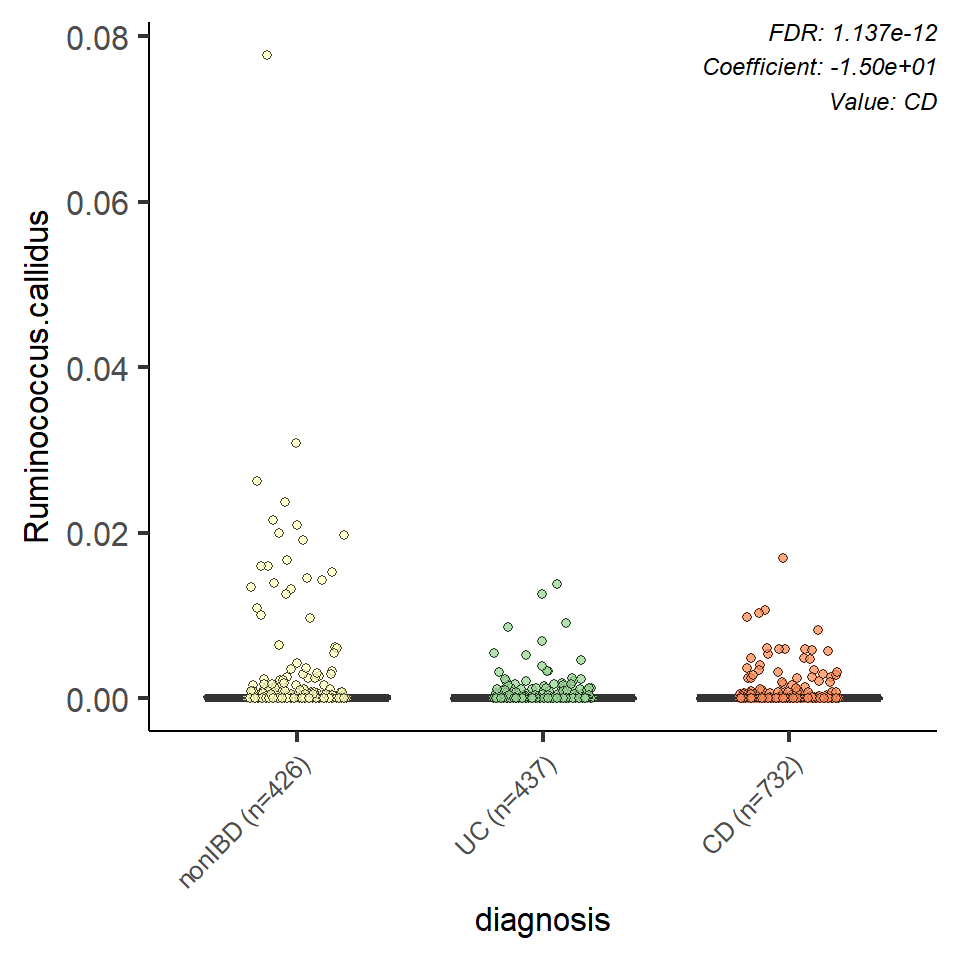 FDR: 1.137e-12
Coefficient: -1.50e+01
Value: CD
0.08
0.06
0.04
0.02
0.00
Ruminococcus.callidus
nonIBD (n=426)
UC (n=437)
CD (n=732)
diagnosis